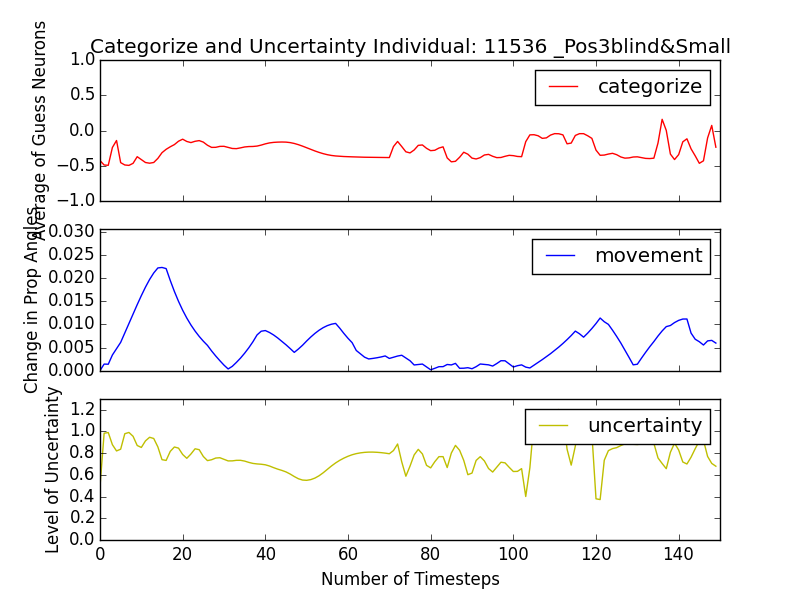 Categorize and Uncertainty Individual: 11536 _Pos3blind&Small
Average of Guess Neurons
1.0
0.5
0.0
−0.5
−1.0
categorize
Change in Prop Angles
0.030
0.025
0.020
0.015
0.010
0.005
0.000
movement
Level of Uncertainty
1.2
1.0
0.8
0.6
0.4
0.2
0.0
uncertainty
0 20 40 60 80 100 120 140
Number of Timesteps